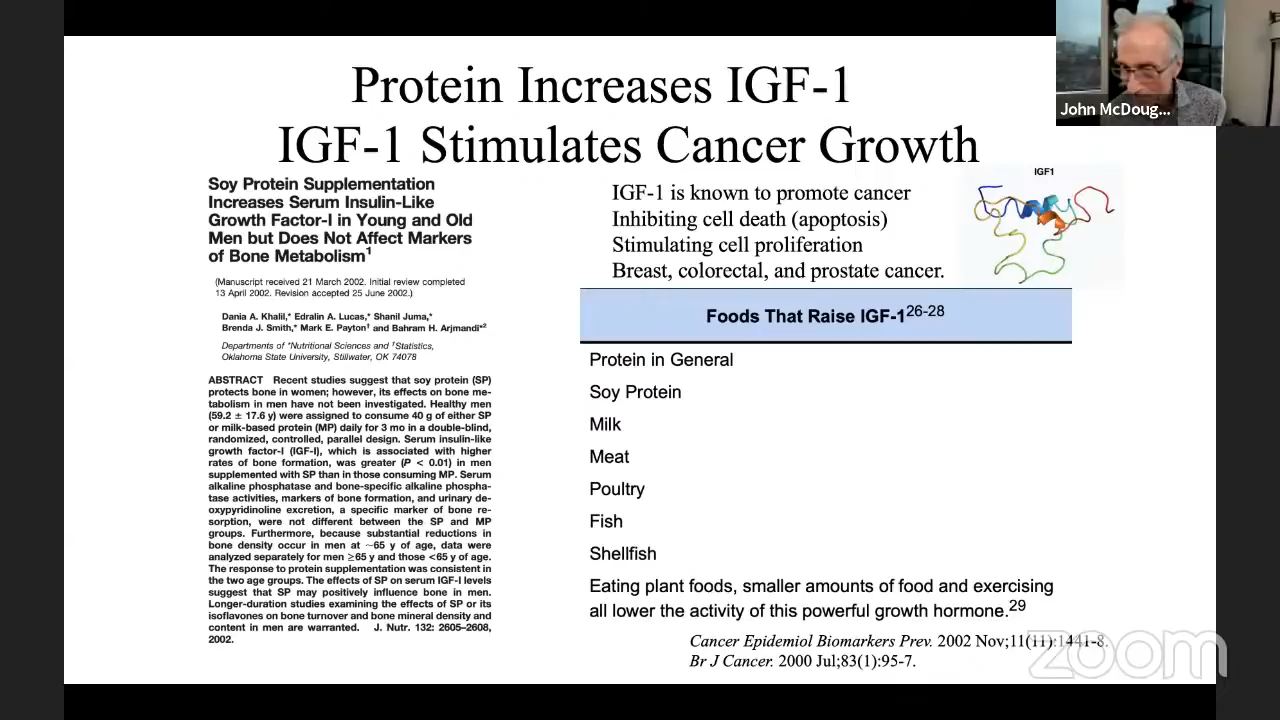 Protein Increases IGF-1
IGF-1 Stimulates Cancer Growth
John McDoug...
Soy Protein Supplementation
Increases Serum Insulin-Like
Growth Factor-I in Young and Old
Men but Does Not Affect Markers
of Bone Metabolism1
(Manuscript received 21 March 2002. Initial review completed
13 April 2002. Revision accepted 25 June 2002.)
Dania A. Khalil,* Edralin A. Lucas,* Shanil Juma,*
Brenda J. Smith,* Mark E. Payton† and Bahram H. Arjmandi*2
Departments of *Nutritional Sciences and †Statistics,
Oklahoma State University, Stillwater, OK 74078
ABSTRACT Recent studies suggest that soy protein (SP)
protects bone in women; however, its effects on bone me-
tabolism in men have not been investigated. Healthy men
(59.2 ± 17.6 y) were assigned to consume 40 g of either SP
or milk-based protein (MP) daily for 3 mo in a double-blind,
randomized, controlled, parallel design. Serum insulin-like
growth factor-I (IGF-I), which is associated with higher
rates of bone formation, was greater (P < 0.01) in men
supplemented with SP than in those consuming MP. Serum
alkaline phosphatase and bone-specific alkaline phospha-
tase activities, markers of bone formation, and urinary de-
oxypyridinoline excretion, a specific marker of bone re-
sorption, were not different between the SP and MP
groups. Furthermore, because substantial reductions in
bone density occur in men at ~65 y of age, data were
analyzed separately for men ≥65 y and those <65 y of age.
The response to protein supplementation was consistent in
the two age groups. The effects of SP on serum IGF-I levels
suggest that SP may positively influence bone in men.
Longer-duration studies examining the effects of SP or its
isoflavones on bone turnover and bone mineral density and
content in men are warranted. J. Nutr. 132: 2605–2608,
2002.
IGF-1 is known to promote cancer
Inhibiting cell death (apoptosis)
Stimulating cell proliferation
Breast, colorectal, and prostate cancer.
IGF1
Foods That Raise IGF-126-28
Protein in General
Soy Protein
Milk
Meat
Poultry
Fish
Shellfish
Eating plant foods, smaller amounts of food and exercising
all lower the activity of this powerful growth hormone.29
Cancer Epidemiol Biomarkers Prev. 2002 Nov;11(11):1441-8.
Br J Cancer. 2000 Jul;83(1):95-7.
zoom